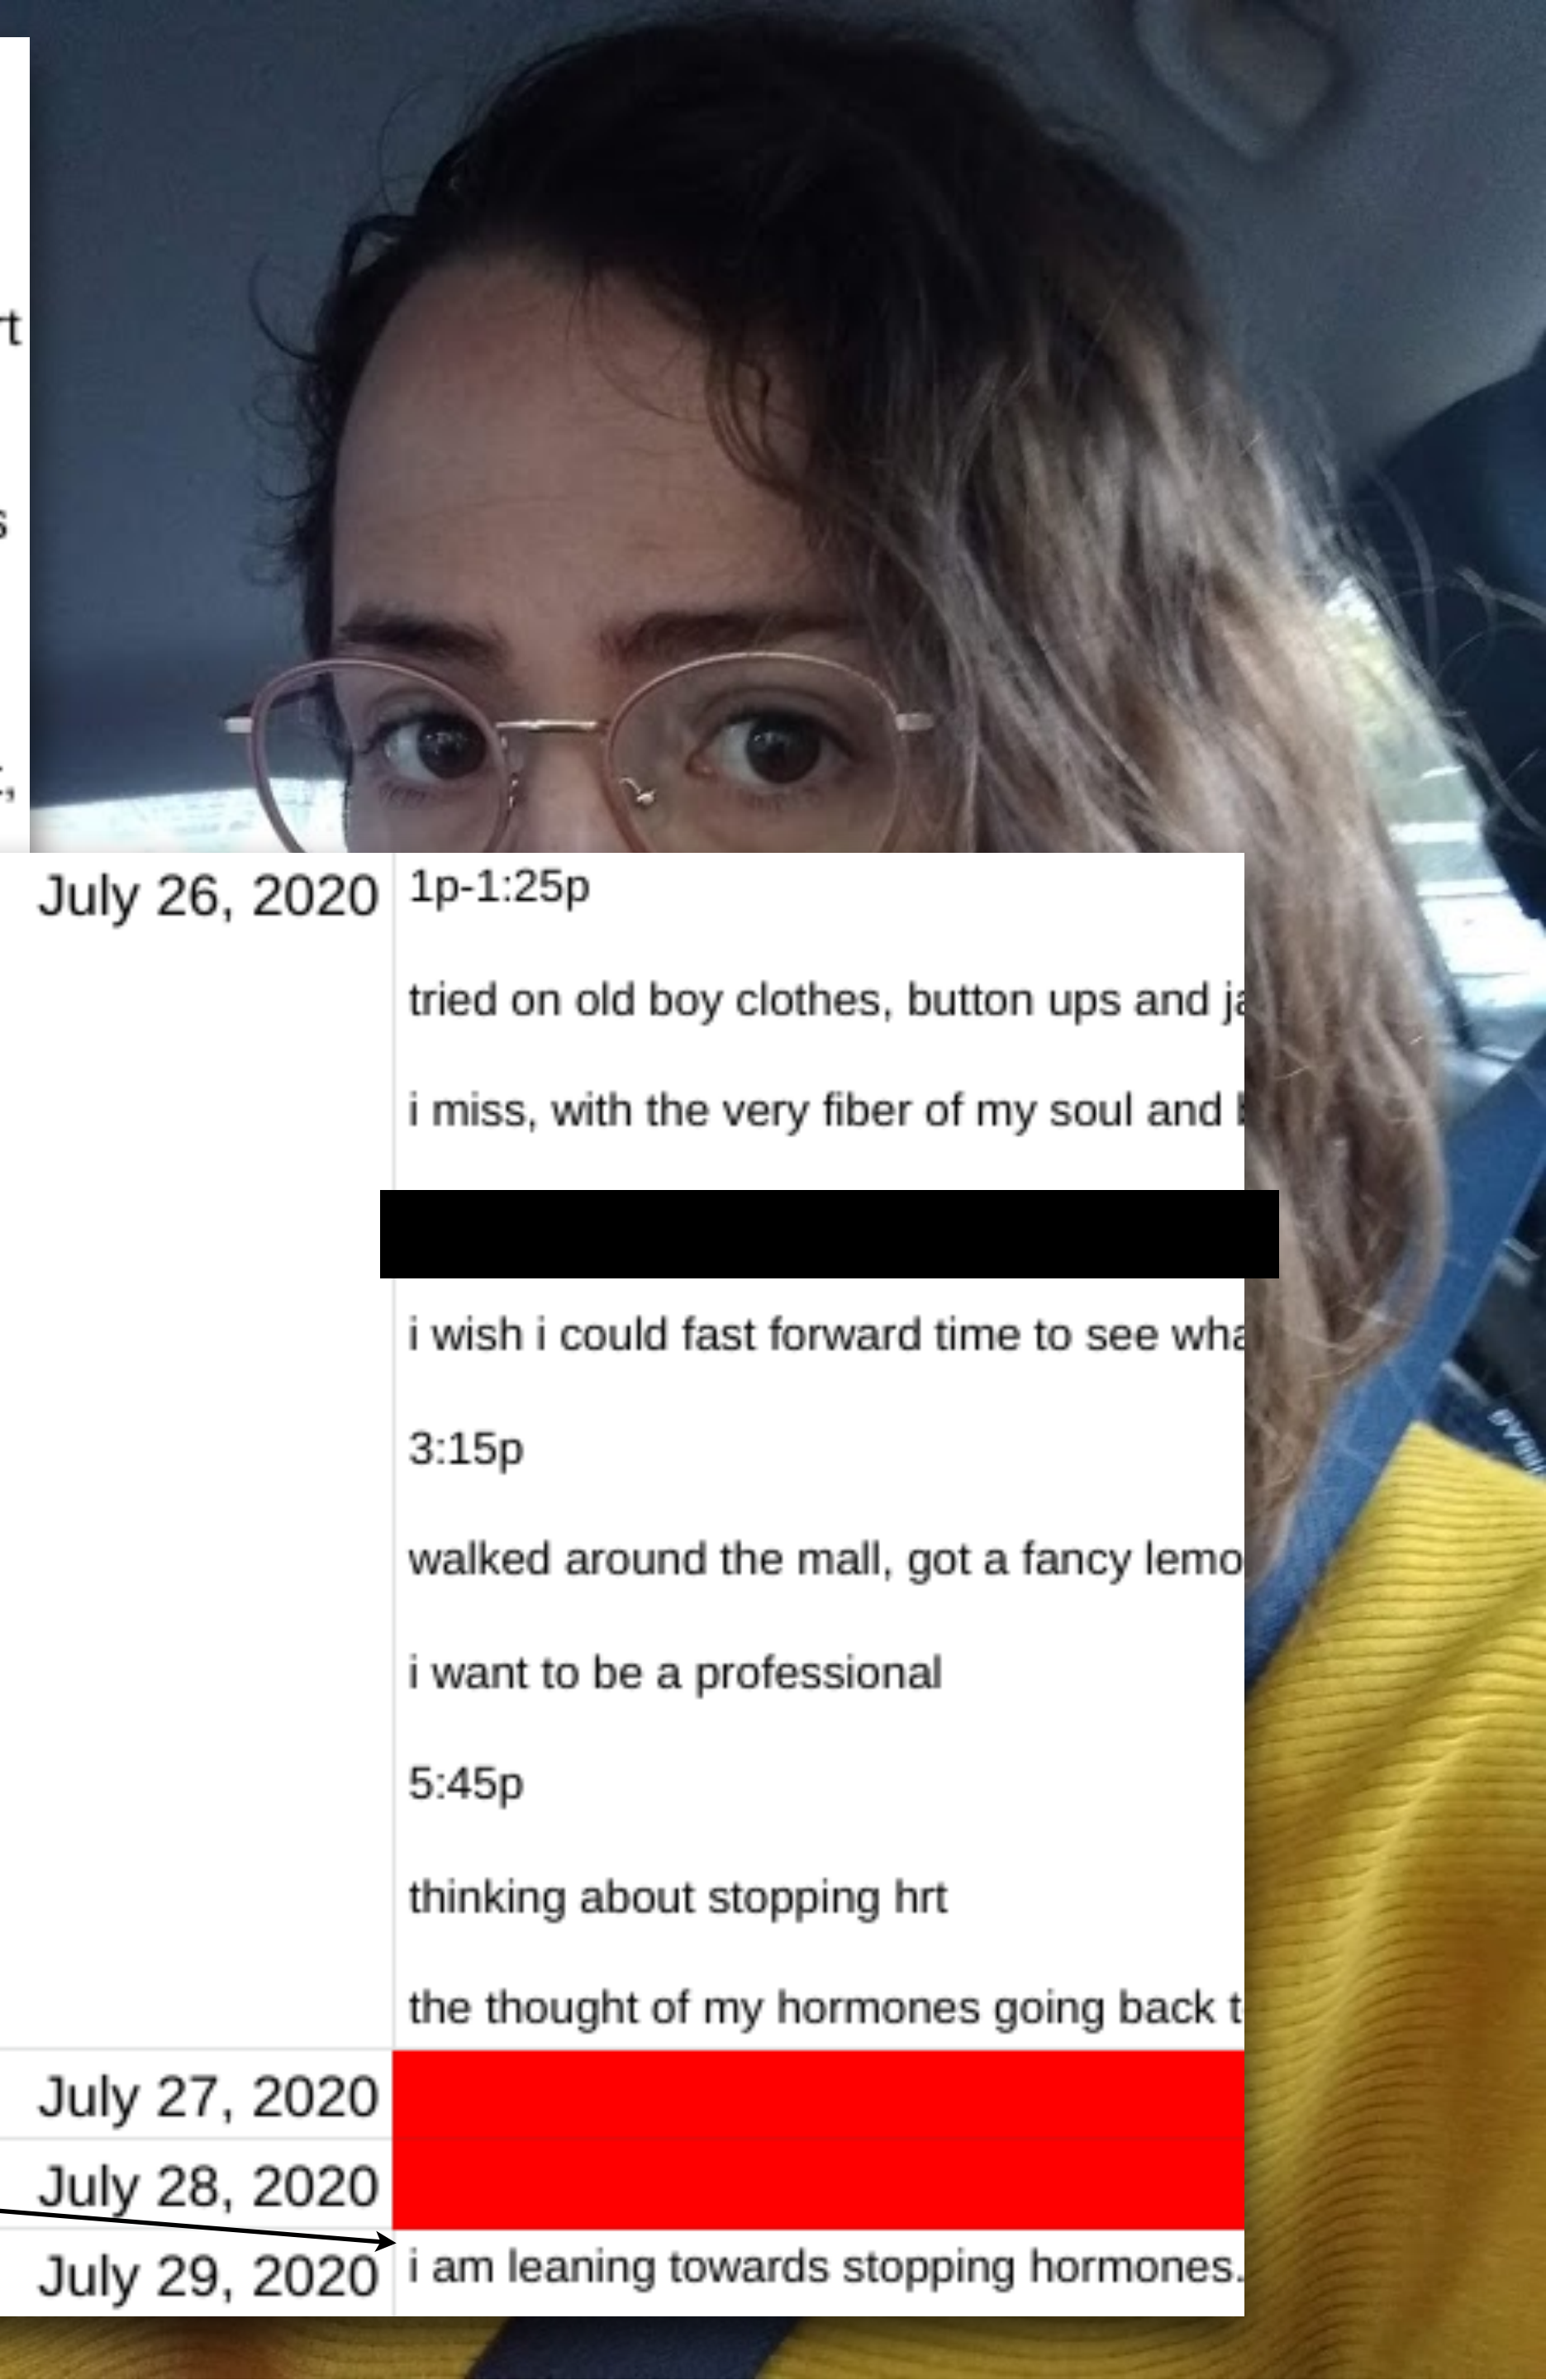 rt
s
t,
July 26, 2020
1p-1:25p
tried on old boy clothes, button ups and
i miss, with the very fiber of my soul and
i wish i could fast forward time to see
3:15p
walked around the mall, got a fancy
i want to be a professional
5:45p
thinking about stopping hrt
the thought of my hormones going back
July 27, 2020
July 28, 2020
July 29, 2020
i am leaning towards stopping hormones.
AIRBAG